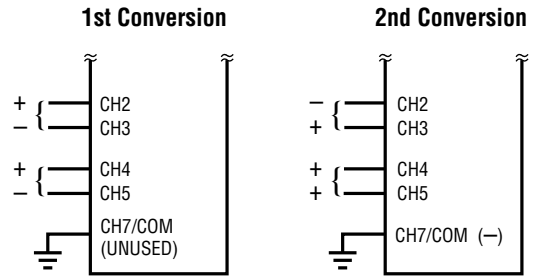 1st Conversion
2nd Conversion
+ CH2
− CH3
+ CH4
− CH5
CH7/COM
(UNUSED)
− CH2
+ CH3
+ CH4
+ CH5
CH7/COM (−)